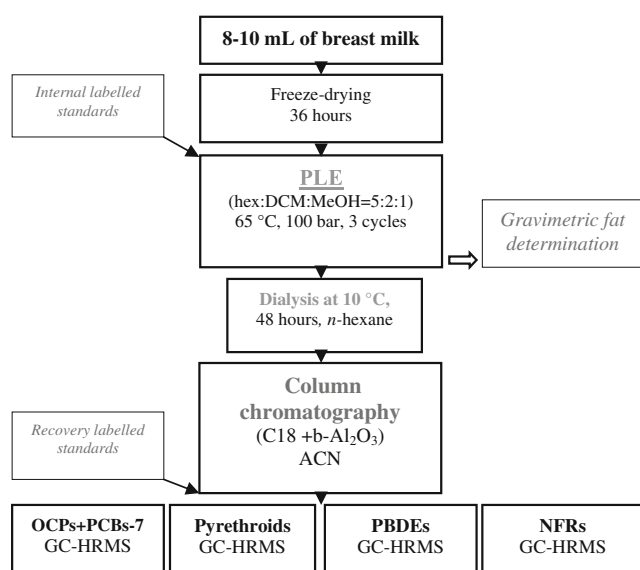 8-10 mL of breast milk
Internal labelled
standards
Freeze-drying
36 hours
PLE
(hex:DCM:MeOH=5:2:1)
65 °C, 100 bar, 3 cycles
Gravimetric fat
determination
Dialysis at 10 °C,
48 hours, n-hexane
Column
chromatography
(C18 +b-Al₂O₃)
ACN
Recovery labelled
standards
OCPs+PCBs-7
GC-HRMS
Pyrethroids
GC-HRMS
PBDEs
GC-HRMS
NFRs
GC-HRMS